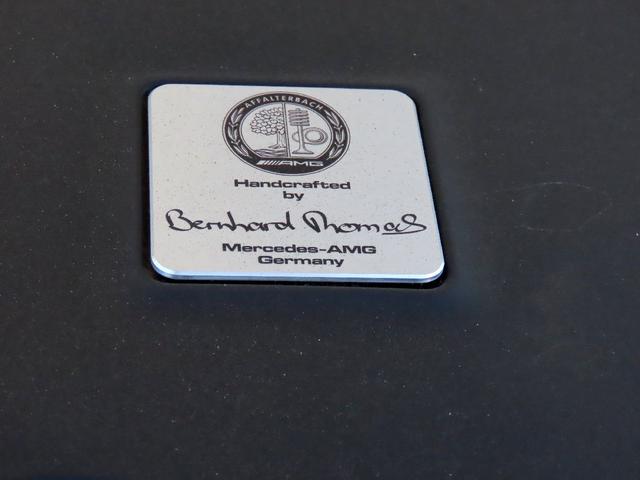 AFFALTERBACH
AMG
Handcrafted
by
Bernhard Thomas
Mercedes-AMG
Germany